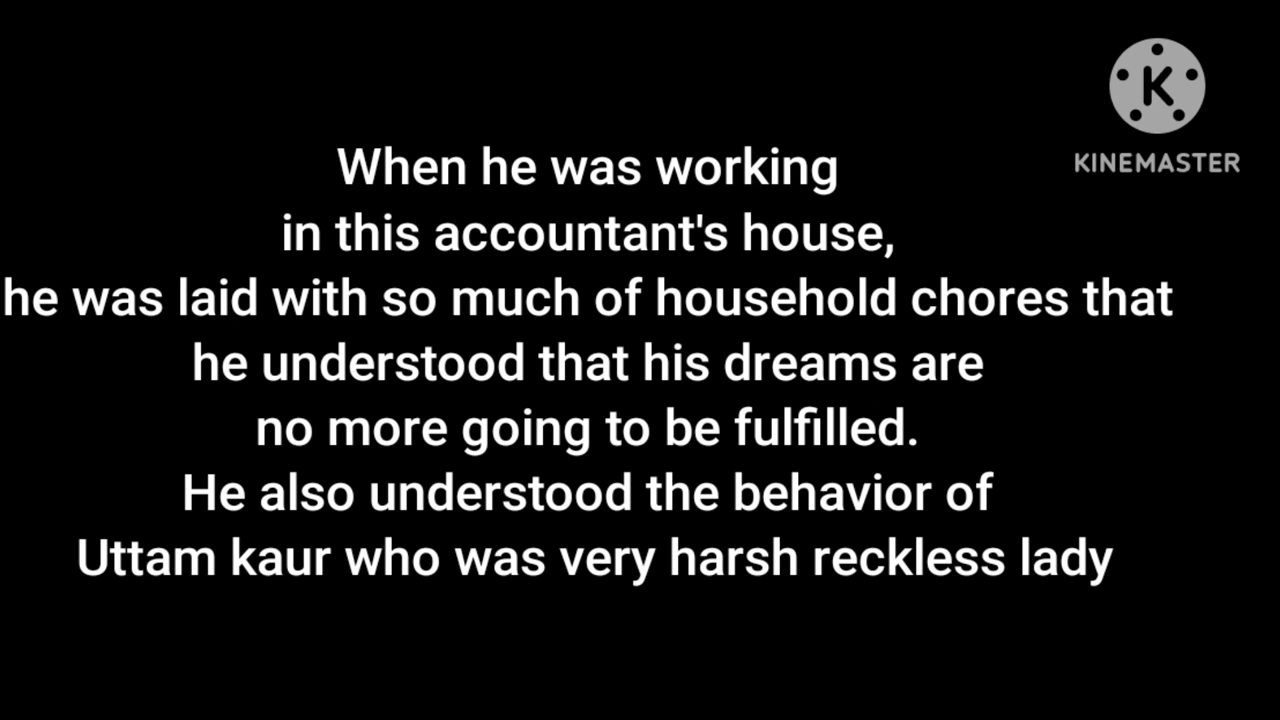 K
KINEMASTER
When he was working
in this accountant's house,
he was laid with so much of household chores that
he understood that his dreams are
no more going to be fulfilled.
He also understood the behavior of
Uttam kaur who was very harsh reckless lady